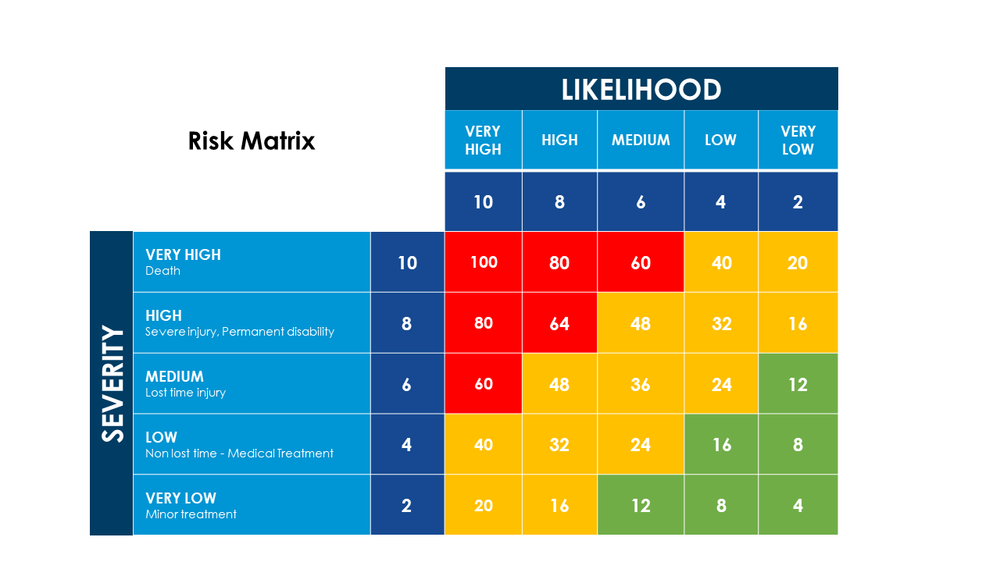 LIKELIHOOD
Risk Matrix
VERY HIGH HIGH MEDIUM LOW VERY LOW
10 8 6 4 2
SEVERITY
VERY HIGH
Death
10 100 80 60 40 20
HIGH
Severe injury, Permanent disability
8 80 64 48 32 16
MEDIUM
Lost time injury
6 60 48 36 24 12
LOW
Non lost time - Medical Treatment
4 40 32 24 16 8
VERY LOW
Minor treatment
2 20 16 12 8 4